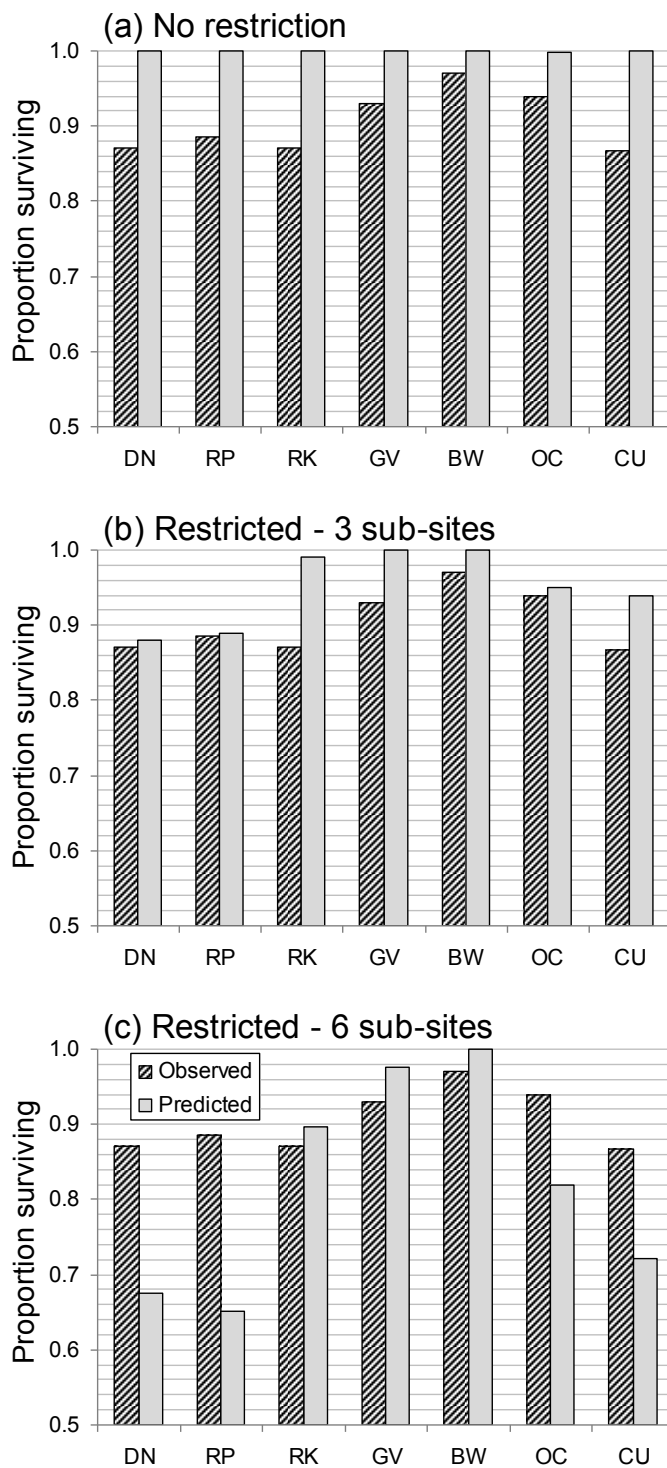 (a) No restriction
Proportion surviving
1.0
0.9
0.8
0.7
0.6
0.5
DN RP RK GV BW OC CU
(b) Restricted - 3 sub-sites
Proportion surviving
1.0
0.9
0.8
0.7
0.6
0.5
DN RP RK GV BW OC CU
(c) Restricted - 6 sub-sites
Proportion surviving
1.0
0.9
0.8
0.7
0.6
0.5
Observed
Predicted
DN RP RK GV BW OC CU